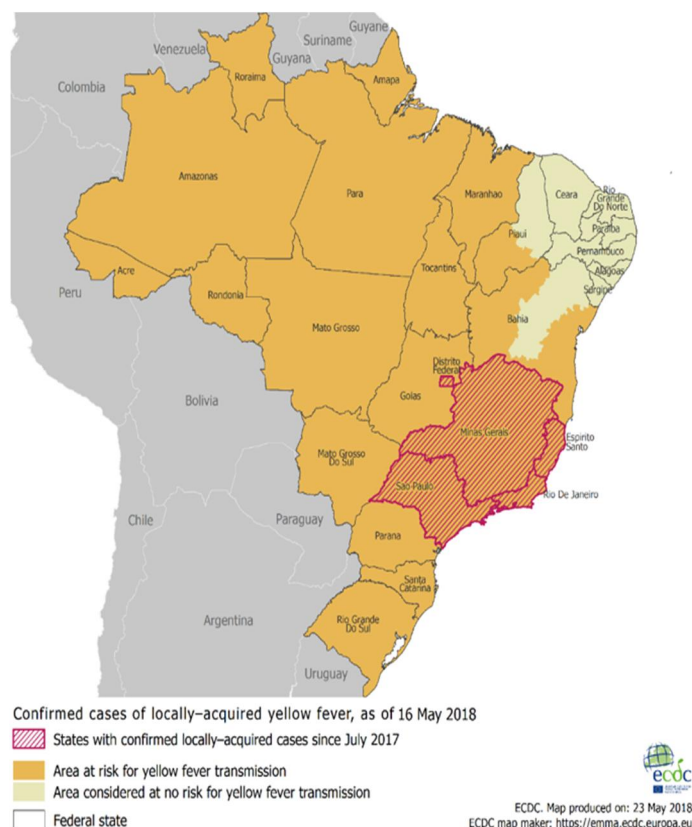 Guyane
Suriname
Venezuela
Guyana
Roraima
Amapa
Colombia
Amazonas
Para
Maranhao
Ceara
Rio
Grande
Do Norte
Paraiba
Piaui
Pernambuco
Alagoas
Sergipe
Tocantins
Acre
Peru
Rondonia
Bahia
Mato Grosso
Distrito
Federal
Goias
Bolivia
Minas Gerais
Espirito
Santo
Mato Grosso
Do Sul
Sao Paulo
Rio De Janeiro
Chile
Paraguay
Parana
Santa
Catarina
Argentina
Rio Grande
Do Sul
Uruguay
Confirmed cases of locally-acquired yellow fever, as of 16 May 2018
States with confirmed locally-acquired cases since July 2017
Area at risk for yellow fever transmission
Area considered at no risk for yellow fever transmission
Federal state
ecdc
ECDC. Map produced on: 23 May 2018
ECDC map maker: https://emma.ecdc.europa.eu